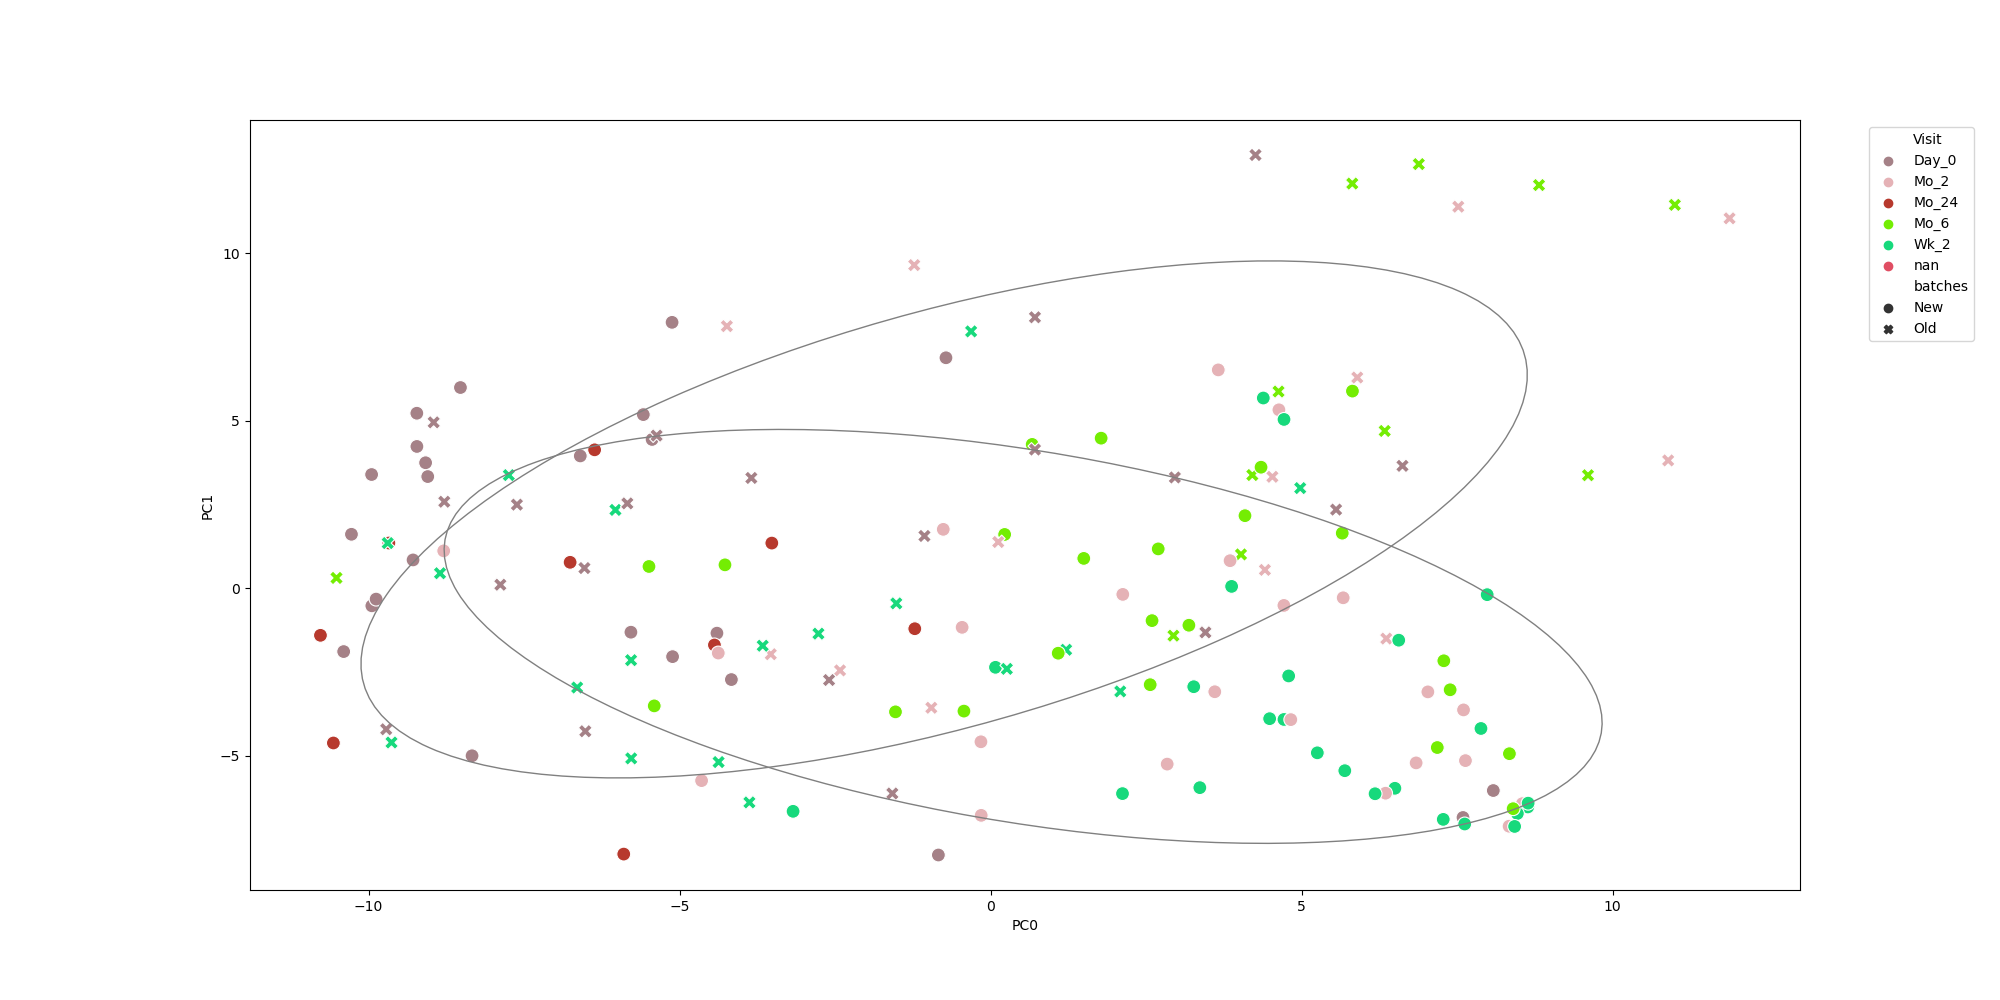 Visit
Day_0
Mo_2
Mo_24
Mo_6
Wk_2
nan
batches
New
Old
10
5
0
−5
PC1
−10
−5
0
5
10
PC0